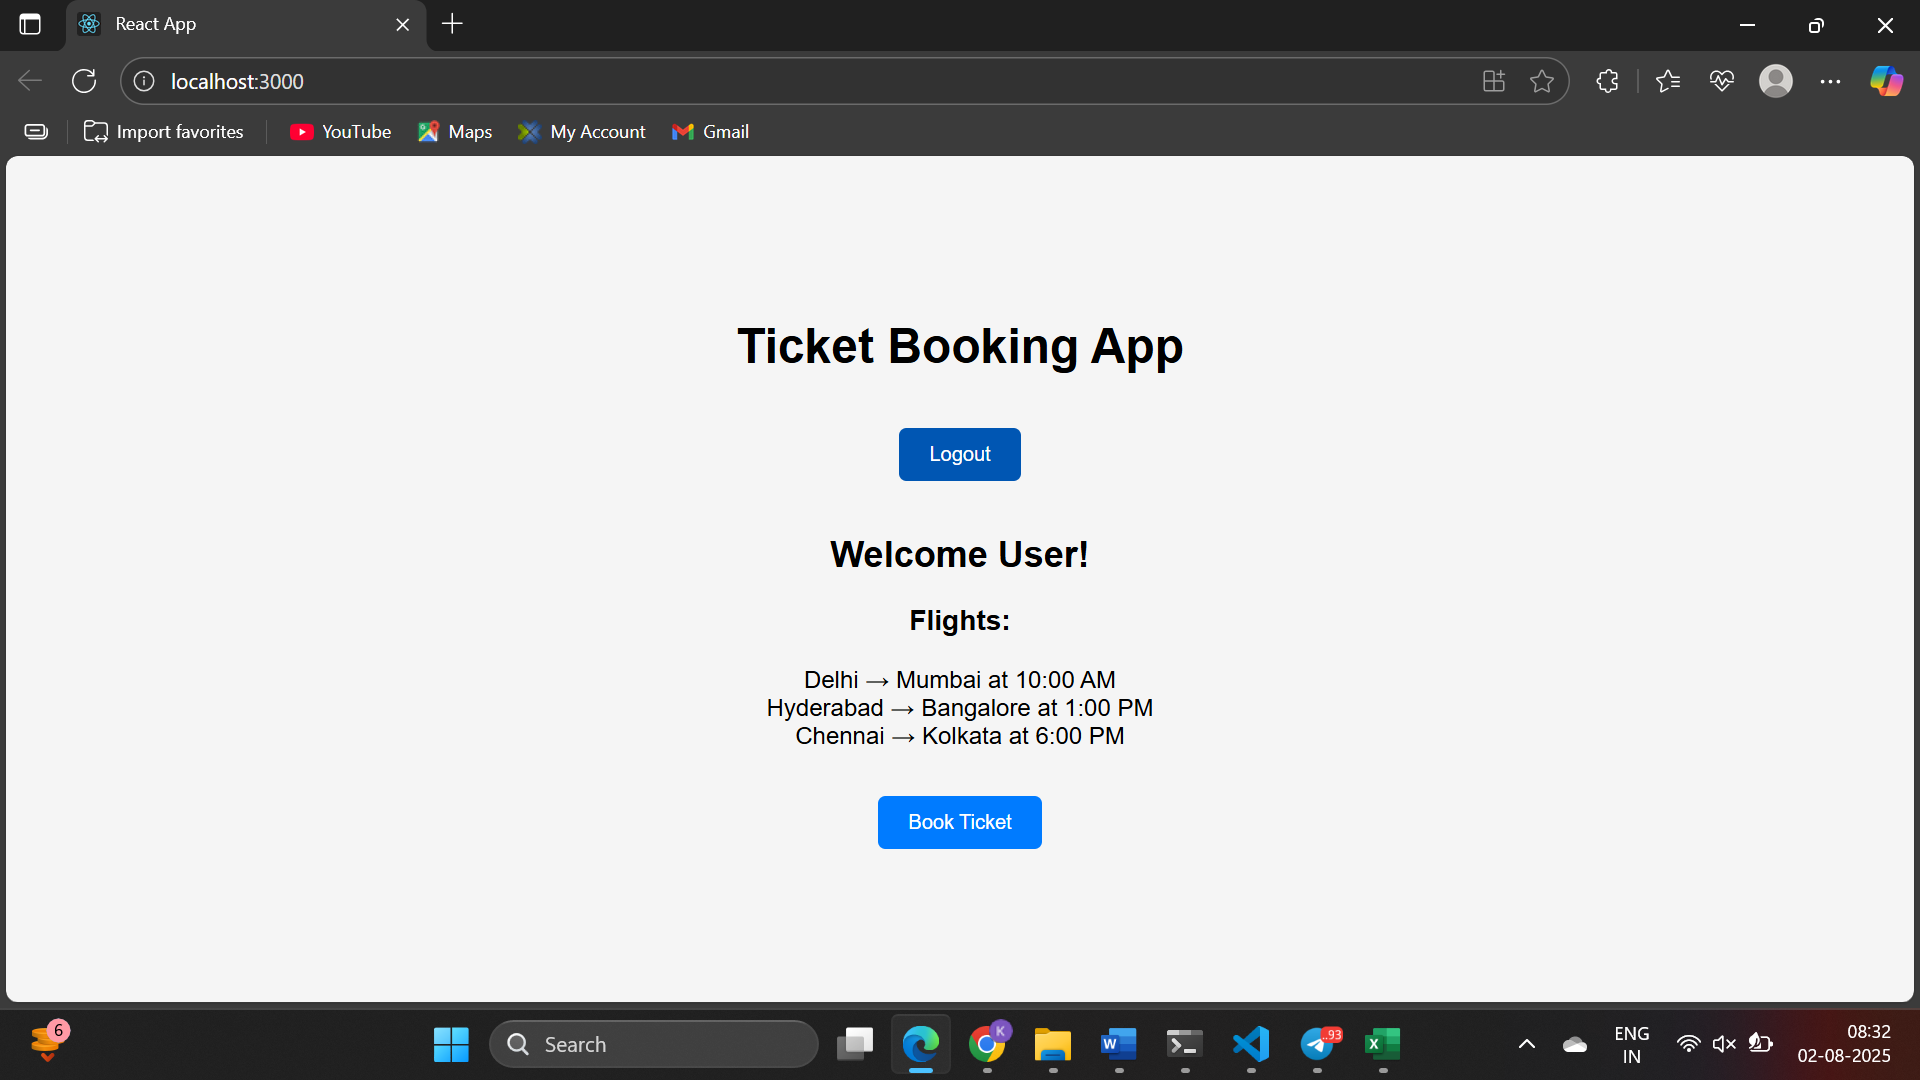 React App
localhost:3000
Import favorites
YouTube
Maps
My Account
Gmail
Ticket Booking App
Logout
Welcome User!
Flights:
Delhi → Mumbai at 10:00 AM
Hyderabad → Bangalore at 1:00 PM
Chennai → Kolkata at 6:00 PM
Book Ticket
6
Search
K
W
..93
X
ENG
IN
08:32
02-08-2025